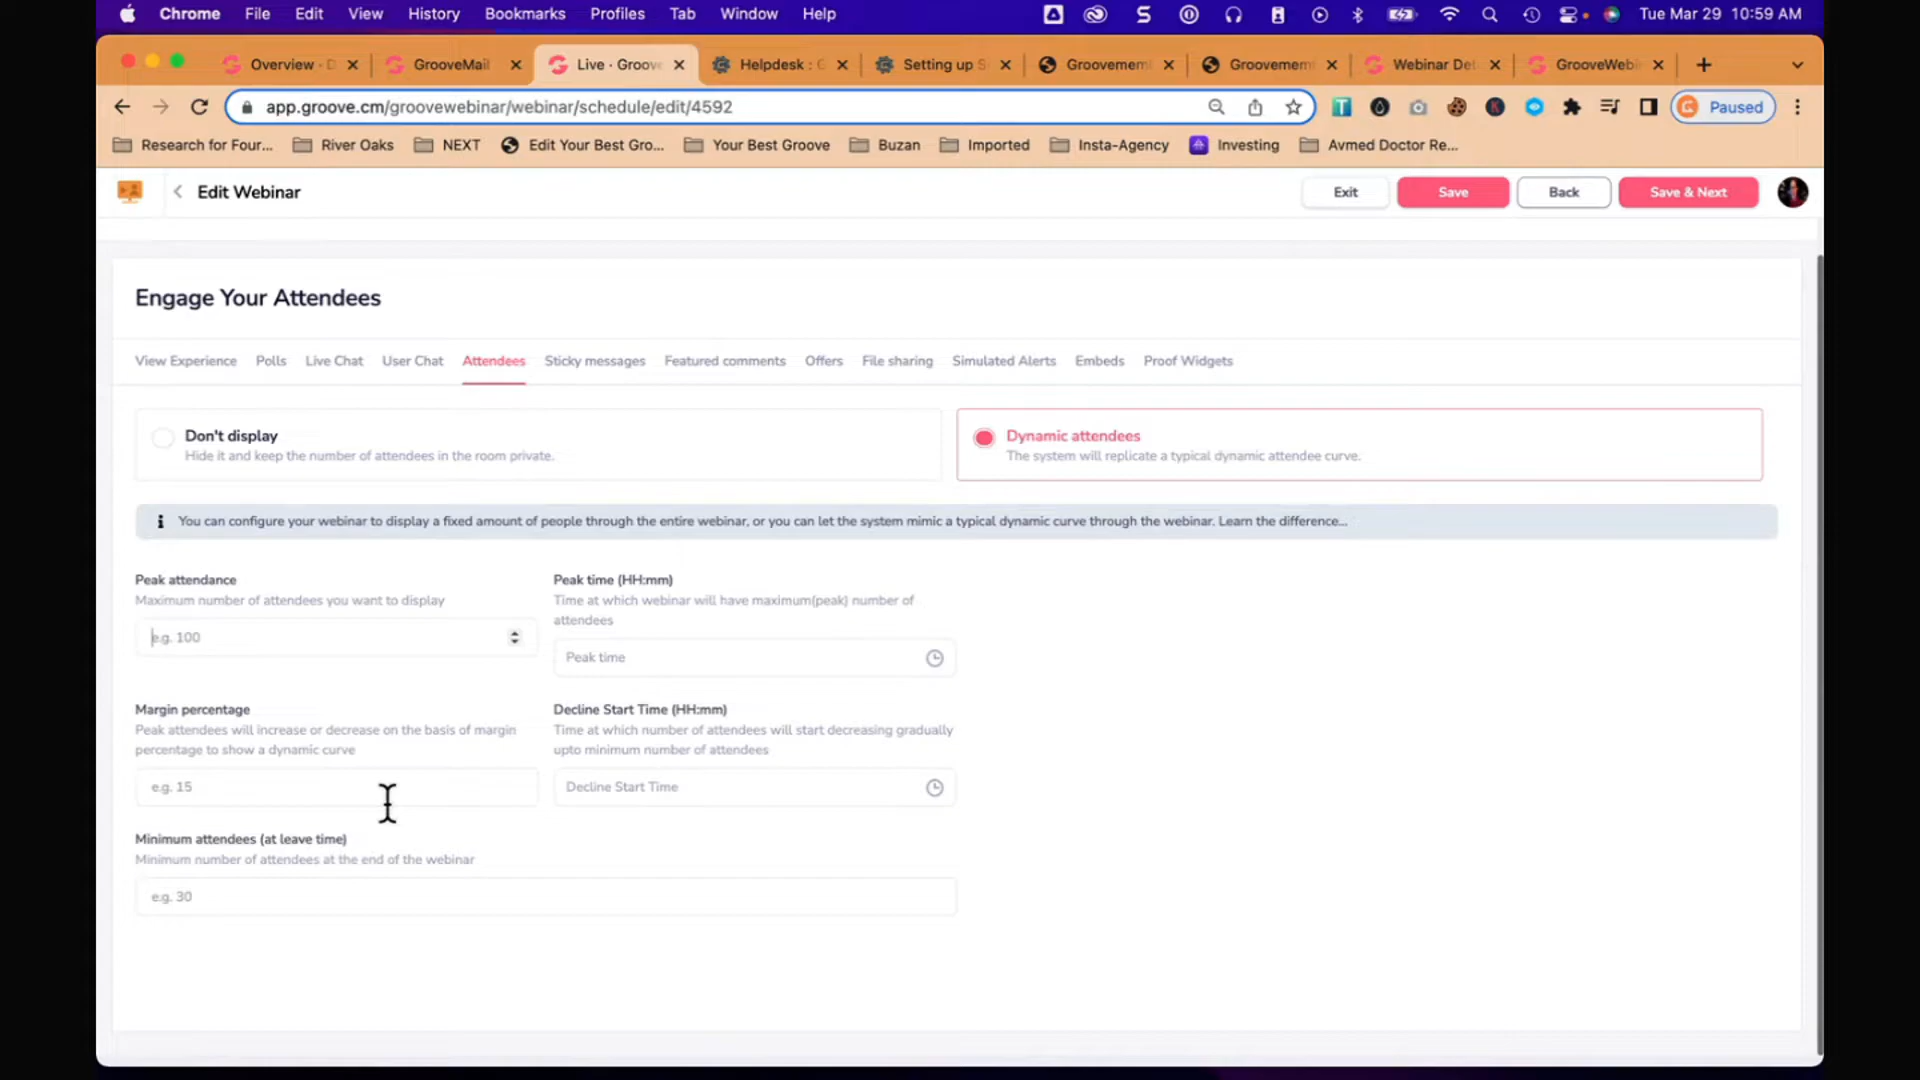 Chrome File Edit View History Bookmarks Profiles Tab Window Help Tue Mar 29 10:59 AM
Overview · D GrooveMail Live · Groove Helpdesk : G Setting up S Groovemem Groovemem Webinar Det GrooveWebi
app.groove.cm/groovewebinar/webinar/schedule/edit/4592 Paused
Research for Four... River Oaks NEXT Edit Your Best Gro... Your Best Groove Buzan Imported Insta-Agency Investing Avmed Doctor Re...
Edit Webinar Exit Save Back Save & Next
Engage Your Attendees
View Experience Polls Live Chat User Chat Attendees Sticky messages Featured comments Offers File sharing Simulated Alerts Embeds Proof Widgets
Don't display
Hide it and keep the number of attendees in the room private.
Dynamic attendees
The system will replicate a typical dynamic attendee curve.
You can configure your webinar to display a fixed amount of people through the entire webinar, or you can let the system mimic a typical dynamic curve through the webinar. Learn the difference...
Peak attendance
Maximum number of attendees you want to display
e.g. 100
Peak time (HH:mm)
Time at which webinar will have maximum(peak) number of
attendees
Peak time
Margin percentage
Peak attendees will increase or decrease on the basis of margin
percentage to show a dynamic curve
e.g. 15
Decline Start Time (HH:mm)
Time at which number of attendees will start decreasing gradually
upto minimum number of attendees
Decline Start Time
Minimum attendees (at leave time)
Minimum number of attendees at the end of the webinar
e.g. 30